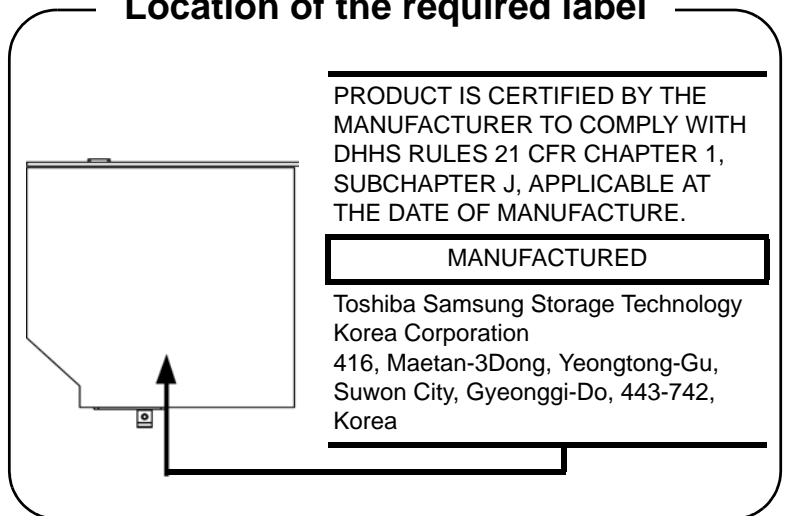 Location of the required label
PRODUCT IS CERTIFIED BY THE
MANUFACTURER TO COMPLY WITH
DHHS RULES 21 CFR CHAPTER 1,
SUBCHAPTER J, APPLICABLE AT
THE DATE OF MANUFACTURE.
MANUFACTURED
Toshiba Samsung Storage Technology
Korea Corporation
416, Maetan-3Dong, Yeongtong-Gu,
Suwon City, Gyeonggi-Do, 443-742,
Korea